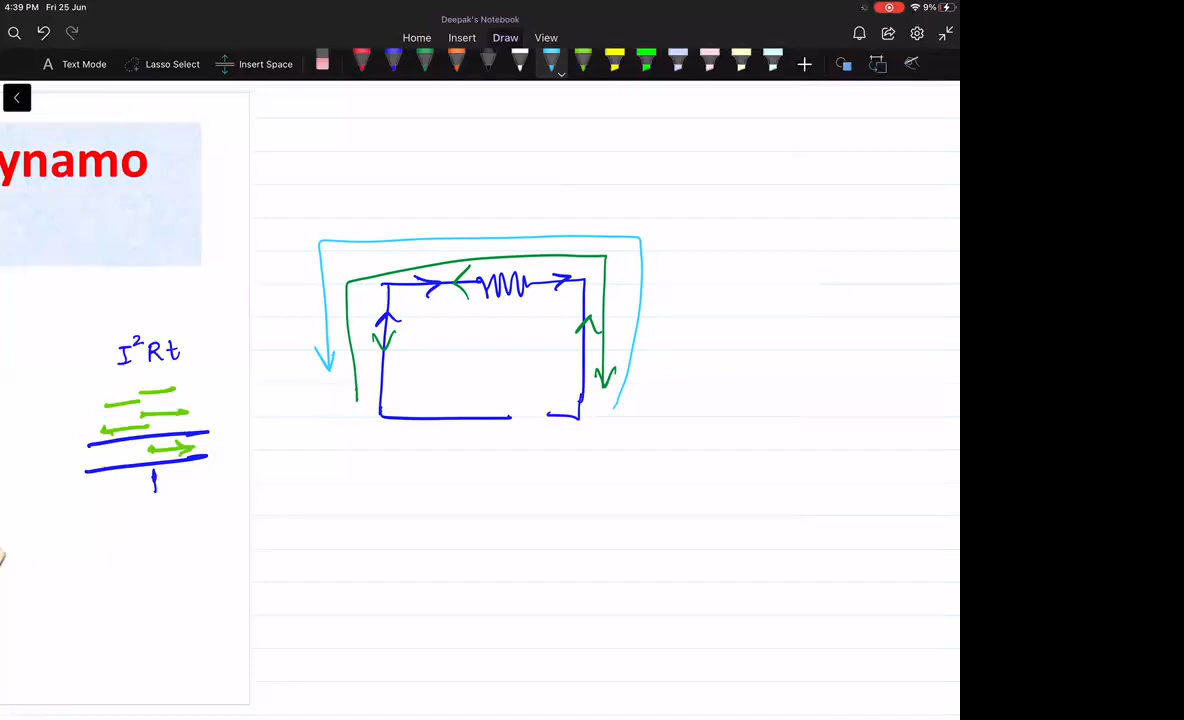 4:39 PM Fri 25 Jun
9%
Deepak's Notebook
Home Insert Draw View
Text Mode Lasso Select Insert Space
ynamo
I²Rt